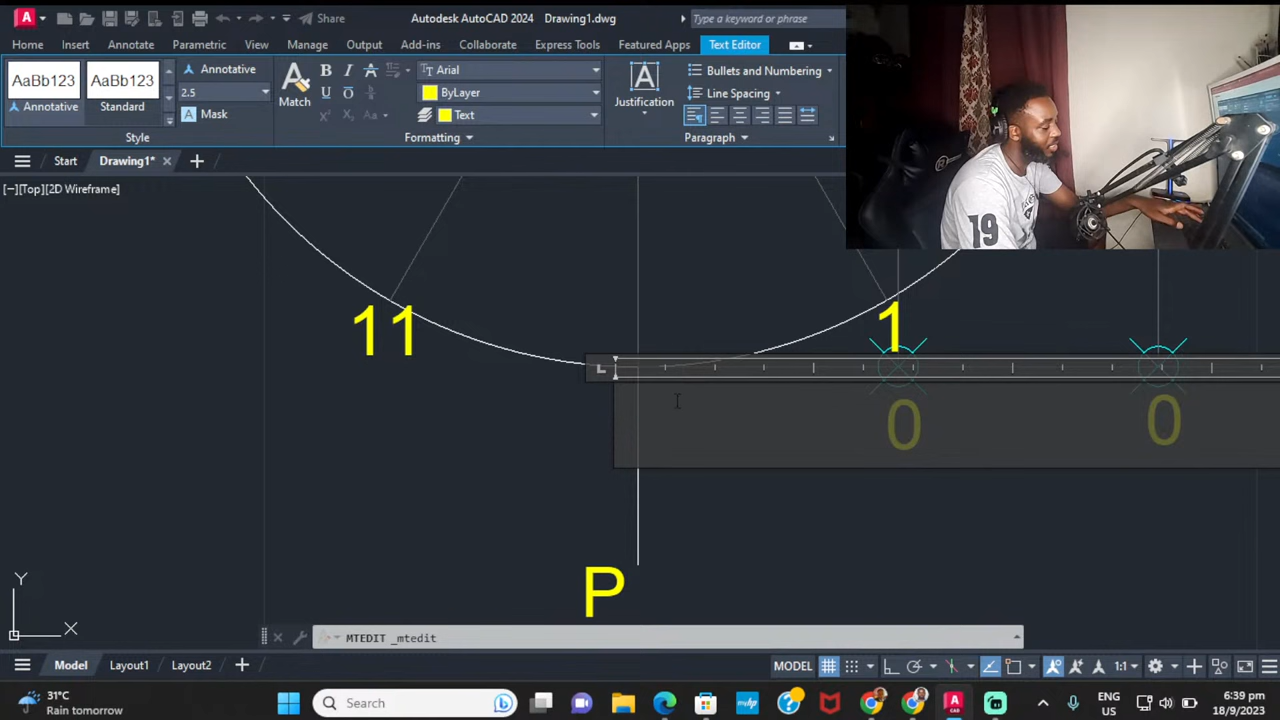 Share
Autodesk AutoCAD 2024 Drawing1.dwg
Type a keyword or phrase
Home Insert Annotate Parametric View Manage Output Add-ins Collaborate Express Tools Featured Apps Text Editor
AaBb123 AaBb123 Annotative
Annotative Standard 2.5
Mask
Style
Match
Arial
ByLayer
Text
Formatting
Justification
Bullets and Numbering
Line Spacing
Paragraph
Start Drawing1*
[−][Top][2D Wireframe]
19
11 1
0 0
P
Y
X
MTEDIT _mtedit
Model Layout1 Layout2
MODEL 1:1
31°C
Rain tomorrow
Search
ENG
US
6:39 pm
18/9/2023